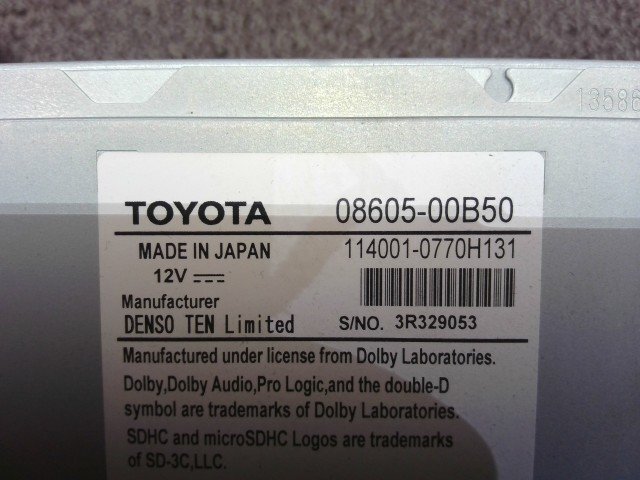 13586
TOYOTA 08605-00B50
MADE IN JAPAN 114001-0770H131
12V
Manufacturer
DENSO TEN Limited S/NO. 3R329053
Manufactured under license from Dolby Laboratories.
Dolby,Dolby Audio,Pro Logic,and the double-D
symbol are trademarks of Dolby Laboratories.
SDHC and microSDHC Logos are trademarks
of SD-3C,LLC.